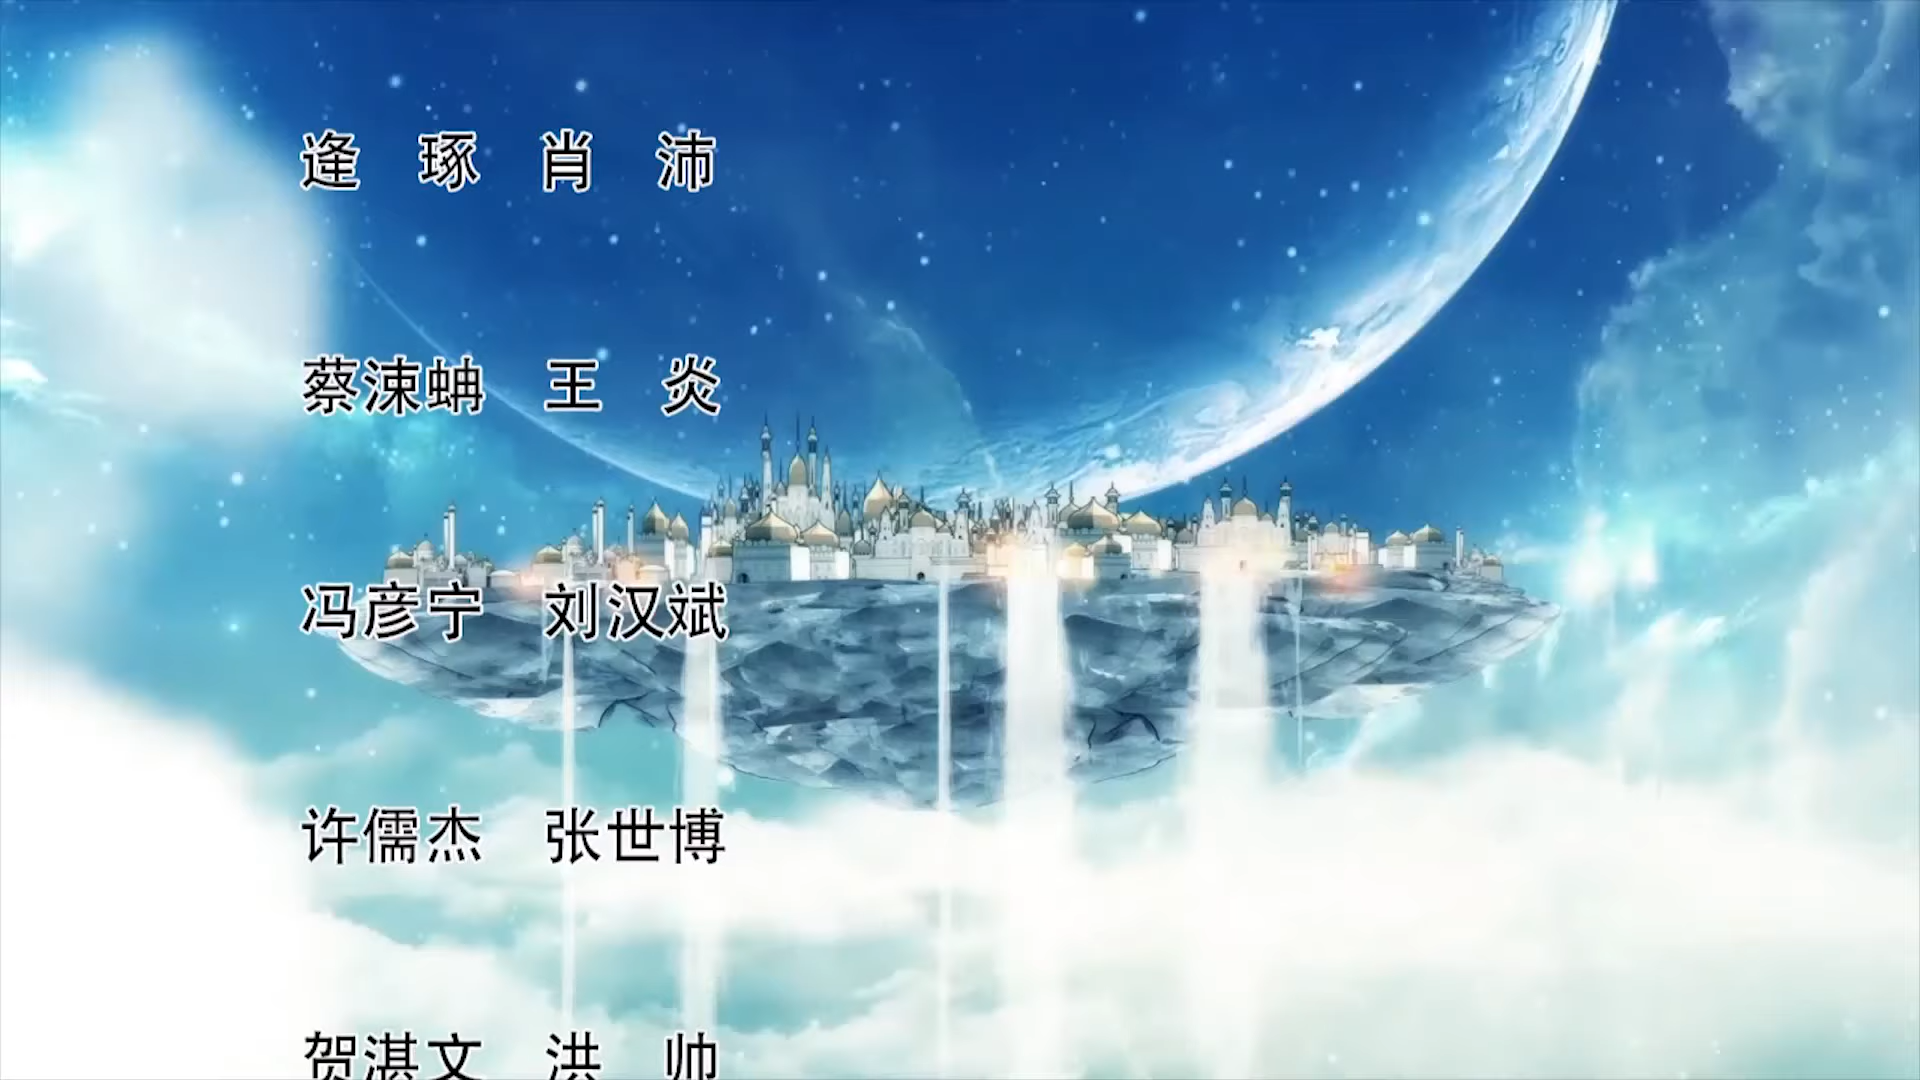 逄　琢　肖　沛
蔡涑蚺　王　炎
冯彦宁　刘汉斌
许儒杰　张世博
贺湛文　洪　帅